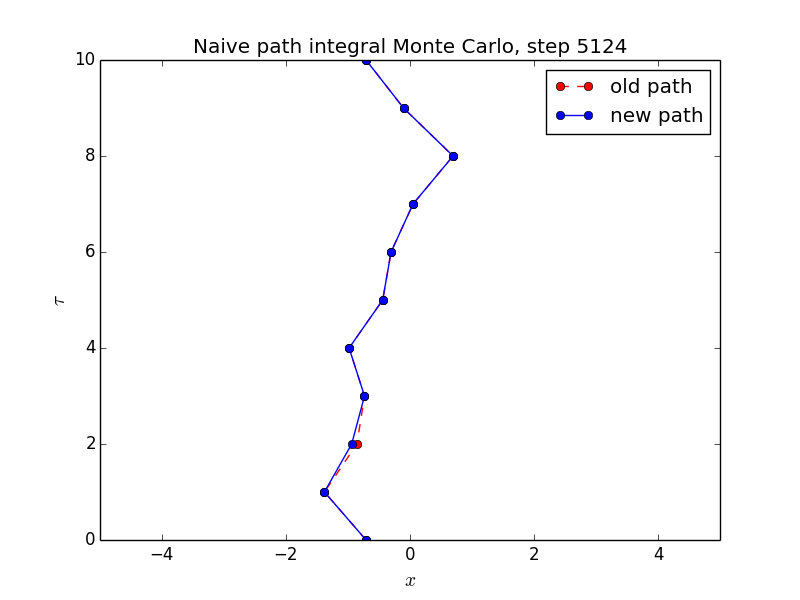 Naive path integral Monte Carlo, step 5124
old path
new path
10
8
6
4
2
0
τ
−4 −2 0 2 4
x